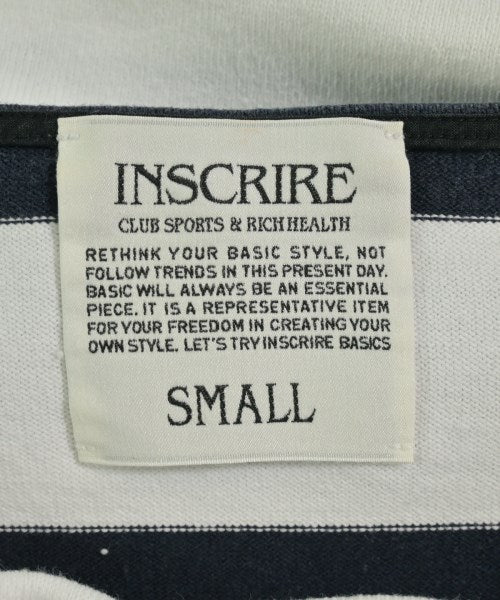 INSCRIRE
CLUB SPORTS & RICH HEALTH
RETHINK YOUR BASIC STYLE, NOT
FOLLOW TRENDS IN THIS PRESENT DAY.
BASIC WILL ALWAYS BE AN ESSENTIAL
PIECE. IT IS A REPRESENTATIVE ITEM
FOR YOUR FREEDOM IN CREATING YOUR
OWN STYLE. LET'S TRY INSCRIRE BASICS
SMALL